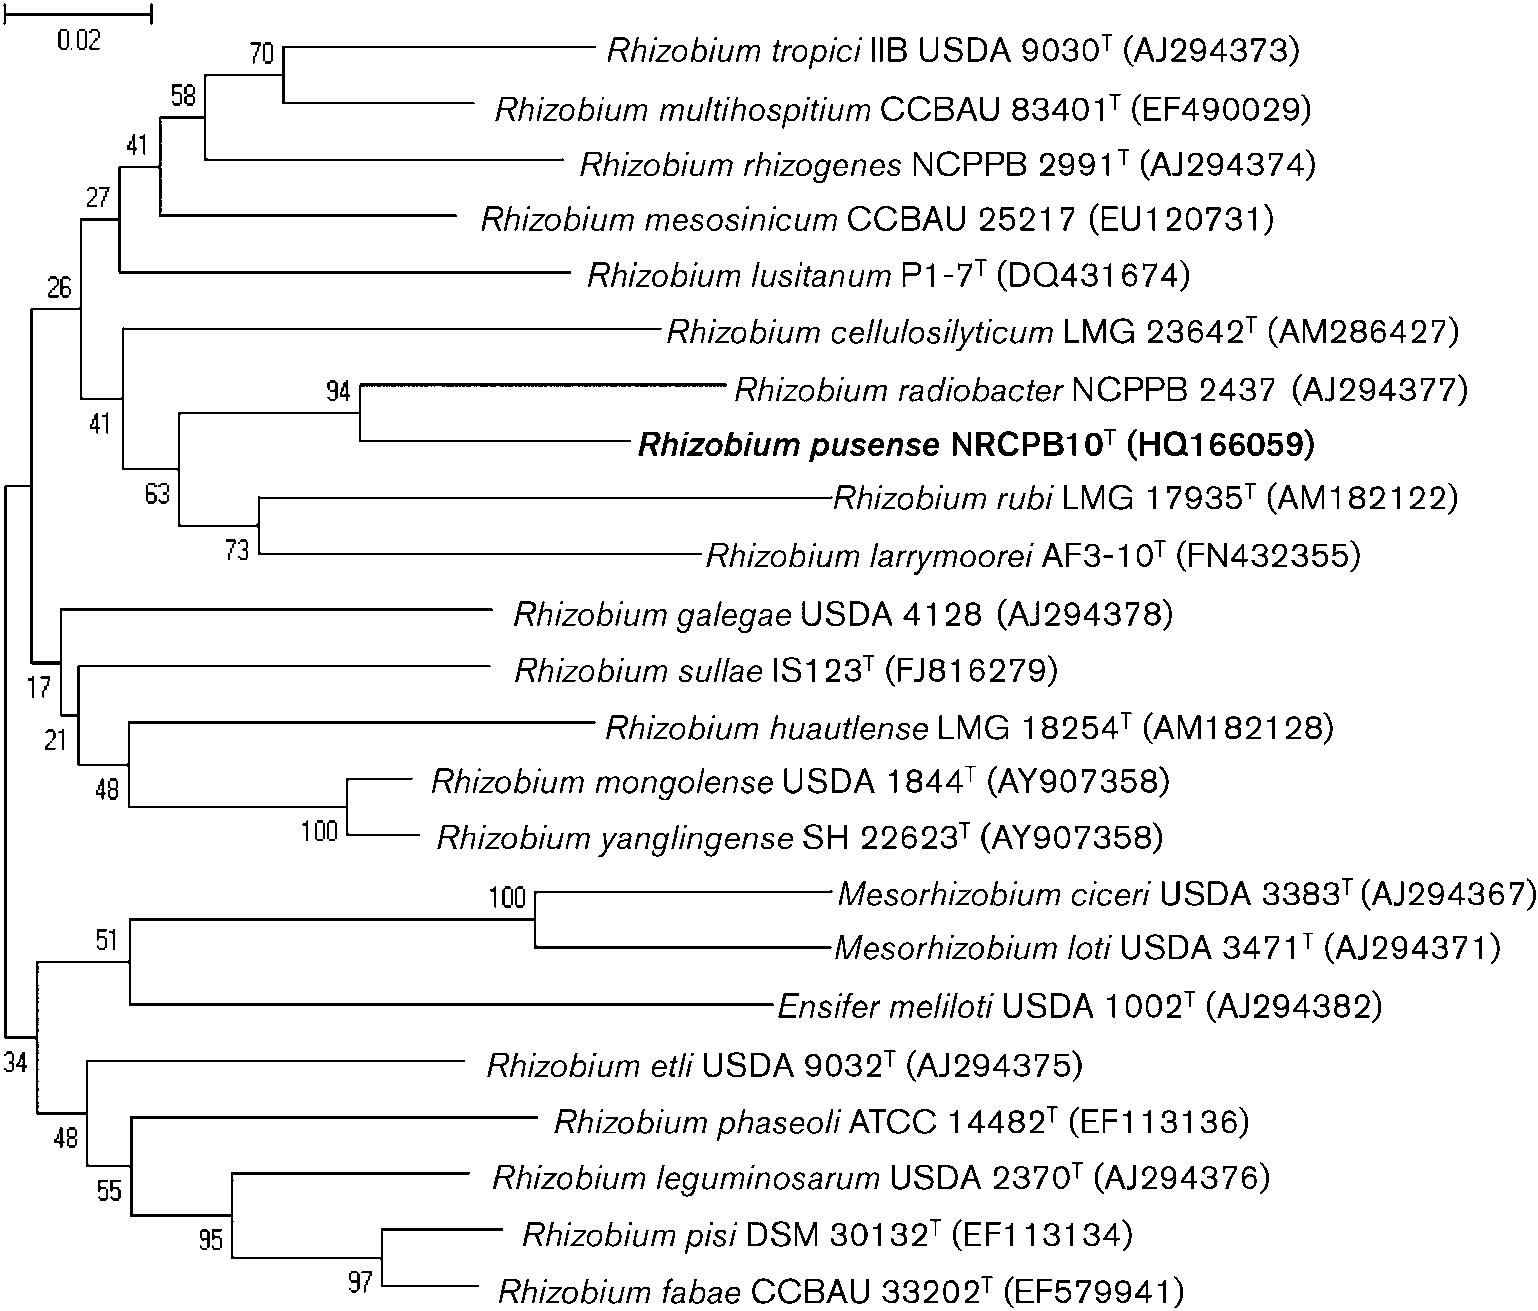 0.02
70
Rhizobium tropici IIB USDA 9030ᵀ (AJ294373)
58
Rhizobium multihospitium CCBAU 83401ᵀ (EF490029)
41
Rhizobium rhizogenes NCPPB 2991ᵀ (AJ294374)
27
Rhizobium mesosinicum CCBAU 25217 (EU120731)
Rhizobium lusitanum P1-7ᵀ (DQ431674)
26
Rhizobium cellulosilyticum LMG 23642ᵀ (AM286427)
94
Rhizobium radiobacter NCPPB 2437 (AJ294377)
41
Rhizobium pusense NRCPB10ᵀ (HQ166059)
63
Rhizobium rubi LMG 17935ᵀ (AM182122)
73
Rhizobium larrymoorei AF3-10ᵀ (FN432355)
Rhizobium galegae USDA 4128 (AJ294378)
17
Rhizobium sullae IS123ᵀ (FJ816279)
21
Rhizobium huautlense LMG 18254ᵀ (AM182128)
48
Rhizobium mongolense USDA 1844ᵀ (AY907358)
100
Rhizobium yanglingense SH 22623ᵀ (AY907358)
100
Mesorhizobium ciceri USDA 3383ᵀ (AJ294367)
51
Mesorhizobium loti USDA 3471ᵀ (AJ294371)
Ensifer meliloti USDA 1002ᵀ (AJ294382)
34
Rhizobium etli USDA 9032ᵀ (AJ294375)
48
Rhizobium phaseoli ATCC 14482ᵀ (EF113136)
55
Rhizobium leguminosarum USDA 2370ᵀ (AJ294376)
95
Rhizobium pisi DSM 30132ᵀ (EF113134)
97
Rhizobium fabae CCBAU 33202ᵀ (EF579941)